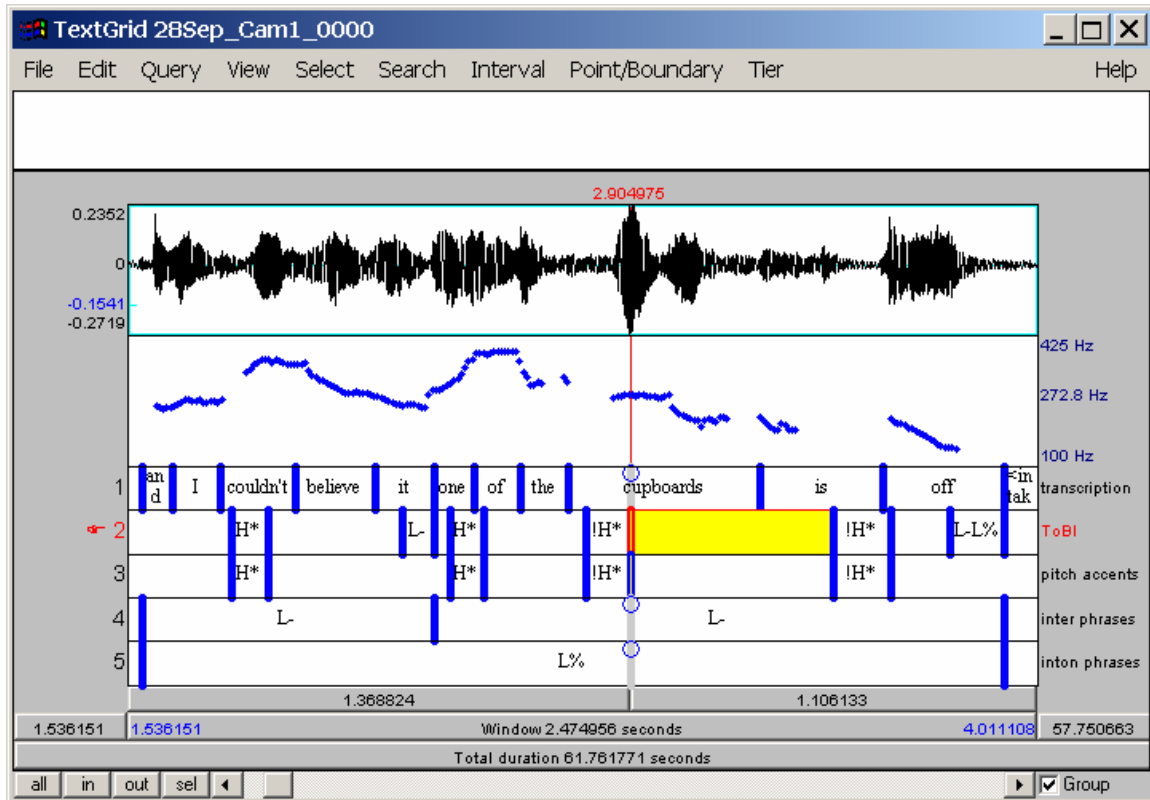 TextGrid 28Sep_Cam1_0000
File Edit Query View Select Search Interval Point/Boundary Tier Help
2.904975
0.2352
0
-0.1541
-0.2719
425 Hz
272.8 Hz
100 Hz
1 an d I couldn't believe it one of the cupboards is off <in tak transcription
2 H* L- H* !H* !H* L-L% ToBI
3 H* H* !H* !H* pitch accents
4 L- L- inter phrases
5 L% inton phrases
1.368824 1.106133
1.536151 1.536151 Window 2.474956 seconds 4.011108 57.750663
Total duration 61.761771 seconds
all in out sel Group